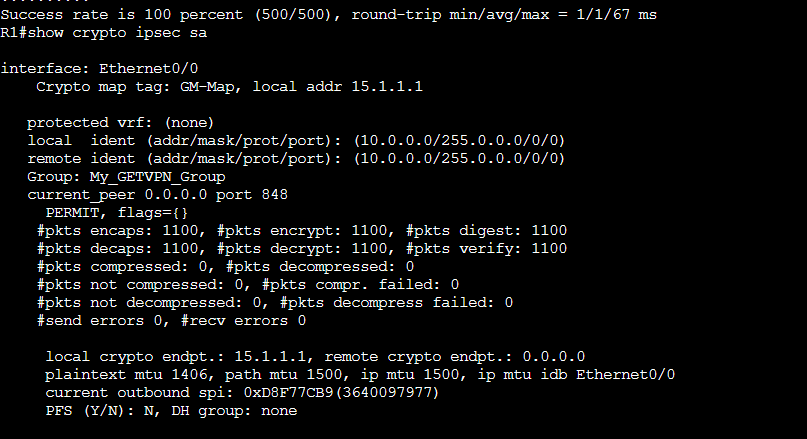 Success rate is 100 percent (500/500), round-trip min/avg/max = 1/1/67 ms
R1#show crypto ipsec sa
interface: Ethernet0/0
Crypto map tag: GM-Map, local addr 15.1.1.1
protected vrf: (none)
local ident (addr/mask/prot/port): (10.0.0.0/255.0.0.0/0/0)
remote ident (addr/mask/prot/port): (10.0.0.0/255.0.0.0/0/0)
Group: My_GETVPN_Group
current_peer 0.0.0.0 port 848
PERMIT, flags={}
#pkts encaps: 1100, #pkts encrypt: 1100, #pkts digest: 1100
#pkts decaps: 1100, #pkts decrypt: 1100, #pkts verify: 1100
#pkts compressed: 0, #pkts decompressed: 0
#pkts not compressed: 0, #pkts compr. failed: 0
#pkts not decompressed: 0, #pkts decompress failed: 0
#send errors 0, #recv errors 0
local crypto endpt.: 15.1.1.1, remote crypto endpt.: 0.0.0.0
plaintext mtu 1406, path mtu 1500, ip mtu 1500, ip mtu idb Ethernet0/0
current outbound spi: 0xD8F77CB9(3640097977)
PFS (Y/N): N, DH group: none